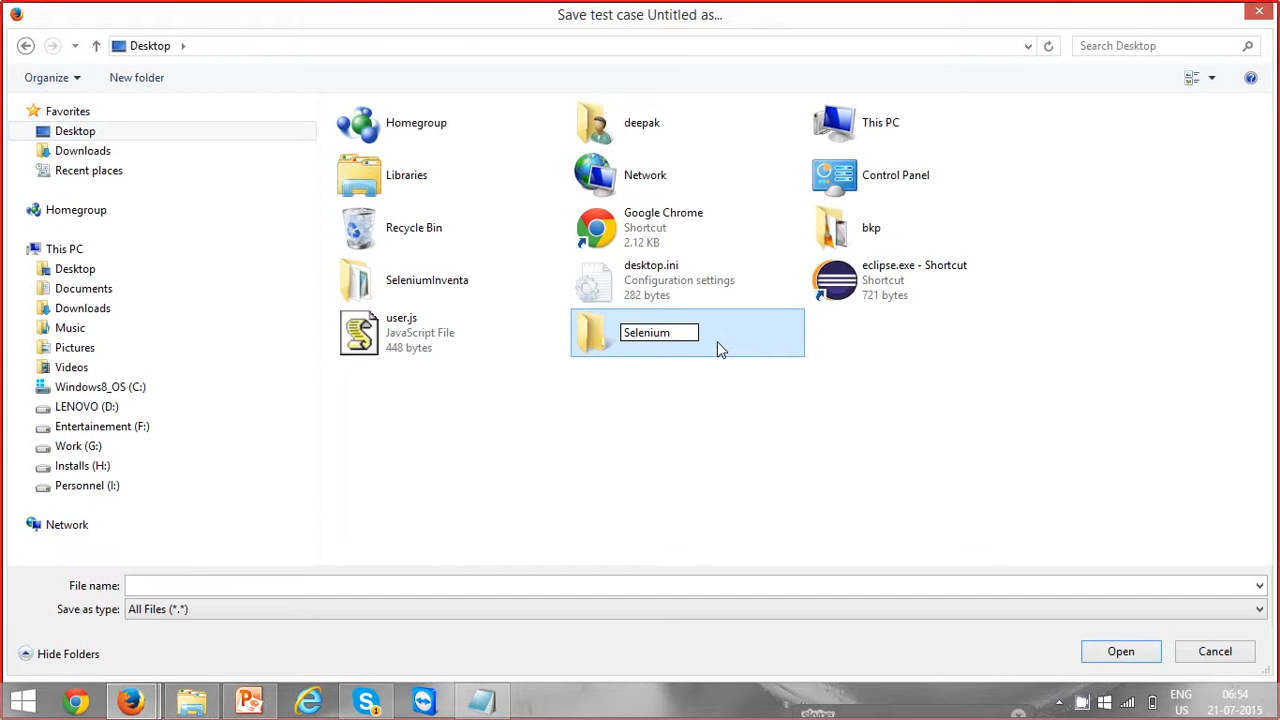 Save test case Untitled as...
Desktop
Search Desktop
Organize
New folder
Favorites
Desktop
Downloads
Recent places
Homegroup
This PC
Desktop
Documents
Downloads
Music
Pictures
Videos
Windows8_OS (C:)
LENOVO (D:)
Entertainement (F:)
Work (G:)
Installs (H:)
Personnel (I:)
Network
Homegroup
deepak
This PC
Libraries
Network
Control Panel
Recycle Bin
Google Chrome
Shortcut
2.12 KB
bkp
SeleniumInventa
desktop.ini
Configuration settings
282 bytes
eclipse.exe - Shortcut
Shortcut
721 bytes
user.js
JavaScript File
448 bytes
Selenium
File name:
Save as type:
All Files (*.*)
Hide Folders
Open
Cancel
ENG
US
06:54
21-07-2015